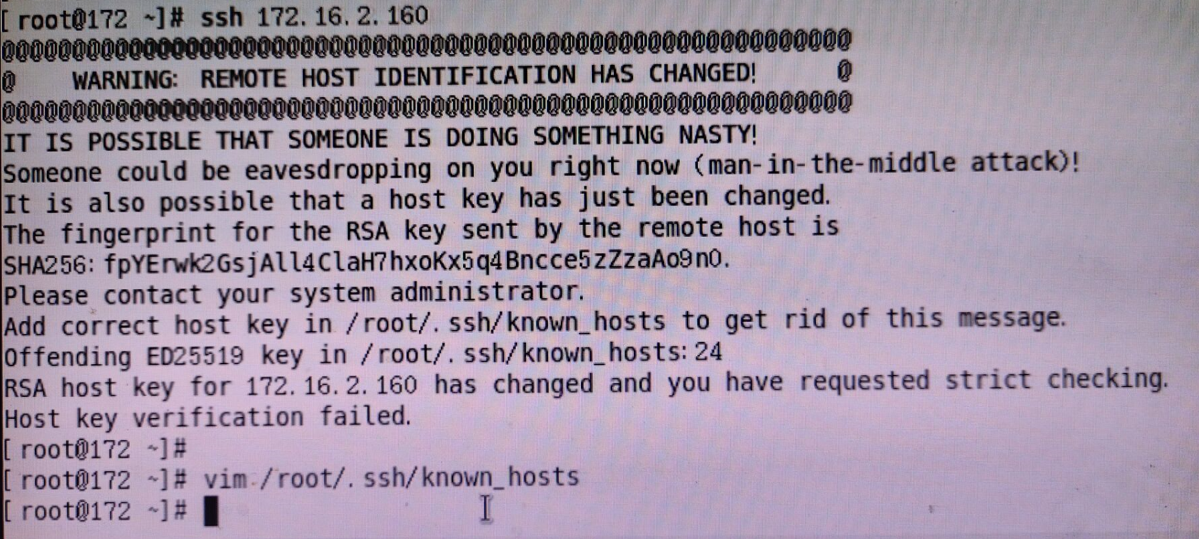 [root@172 ~]# ssh 172.16.2.160
@@@@@@@@@@@@@@@@@@@@@@@@@@@@@@@@@@@@@@@@@@@@@@@@@@@@@@@@@@@
@    WARNING: REMOTE HOST IDENTIFICATION HAS CHANGED!     @
@@@@@@@@@@@@@@@@@@@@@@@@@@@@@@@@@@@@@@@@@@@@@@@@@@@@@@@@@@@
IT IS POSSIBLE THAT SOMEONE IS DOING SOMETHING NASTY!
Someone could be eavesdropping on you right now (man-in-the-middle attack)!
It is also possible that a host key has just been changed.
The fingerprint for the RSA key sent by the remote host is
SHA256:fpYErwk2GsjAll4ClaH7hxoKx5q4Bncce5zZzaAo9n0.
Please contact your system administrator.
Add correct host key in /root/.ssh/known_hosts to get rid of this message.
Offending ED25519 key in /root/.ssh/known_hosts:24
RSA host key for 172.16.2.160 has changed and you have requested strict checking.
Host key verification failed.
[root@172 ~]#
[root@172 ~]# vim /root/.ssh/known_hosts
[root@172 ~]#